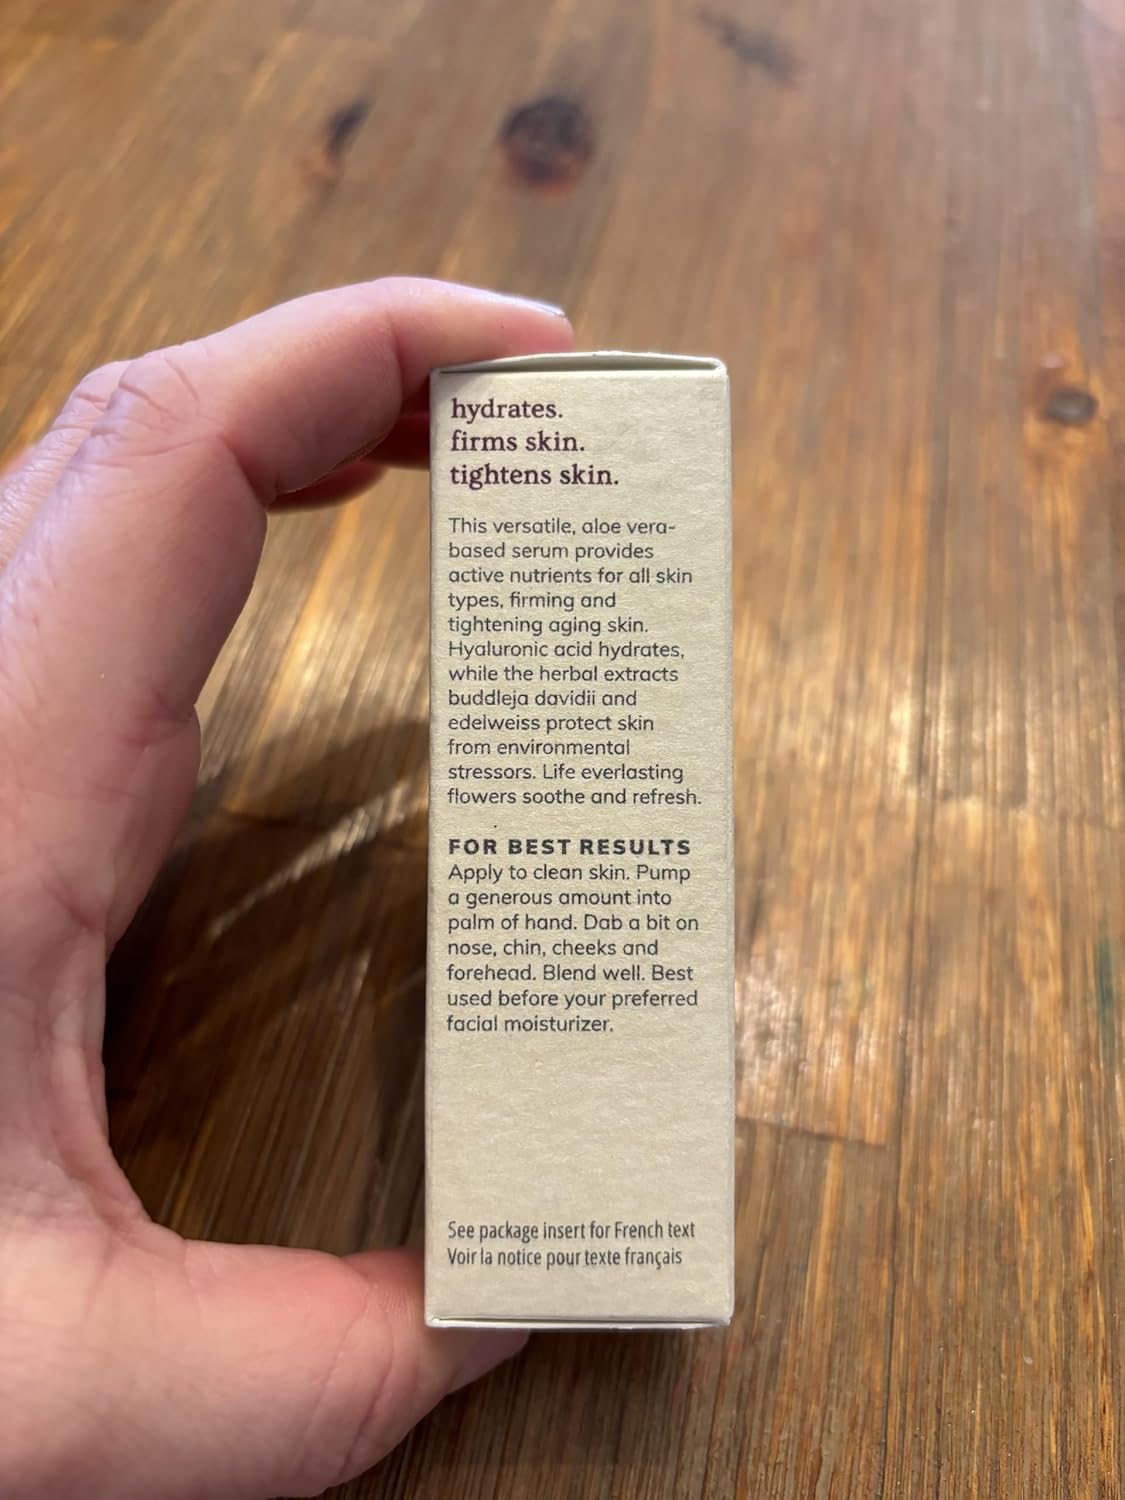 hydrates.
firms skin.
tightens skin.
This versatile, aloe vera-
based serum provides
active nutrients for all skin
types, firming and
tightening aging skin.
Hyaluronic acid hydrates,
while the herbal extracts
buddleja davidii and
edelweiss protect skin
from environmental
stressors. Life everlasting
flowers soothe and refresh.
FOR BEST RESULTS
Apply to clean skin. Pump
a generous amount into
palm of hand. Dab a bit on
nose, chin, cheeks and
forehead. Blend well. Best
used before your preferred
facial moisturizer.
See package insert for French text
Voir la notice pour texte français